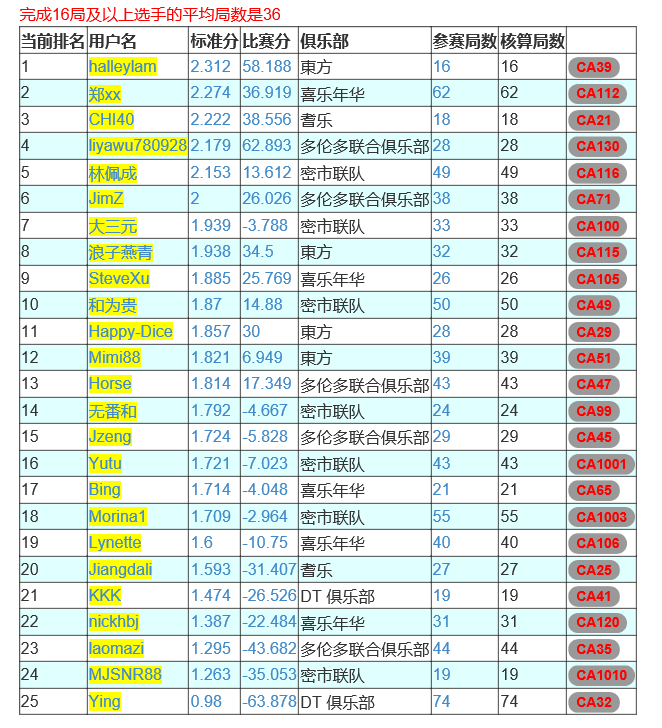 完成16局及以上选手的平均局数是36
当前排名 用户名 标准分 比赛分 俱乐部 参赛局数 核算局数
1 halleylam 2.312 58.188 東方 16 16 CA39
2 郑xx 2.274 36.919 喜乐年华 62 62 CA112
3 CHI40 2.222 38.556 耆乐 18 18 CA21
4 liyawu780928 2.179 62.893 多伦多联合俱乐部 28 28 CA130
5 林佩成 2.153 13.612 密市联队 49 49 CA116
6 JimZ 2 26.026 多伦多联合俱乐部 38 38 CA71
7 大三元 1.939 -3.788 密市联队 33 33 CA100
8 浪子燕青 1.938 34.5 東方 32 32 CA115
9 SteveXu 1.885 25.769 喜乐年华 26 26 CA105
10 和为贵 1.87 14.88 密市联队 50 50 CA49
11 Happy-Dice 1.857 30 東方 28 28 CA29
12 Mimi88 1.821 6.949 東方 39 39 CA51
13 Horse 1.814 17.349 多伦多联合俱乐部 43 43 CA47
14 无番和 1.792 -4.667 密市联队 24 24 CA99
15 Jzeng 1.724 -5.828 多伦多联合俱乐部 29 29 CA45
16 Yutu 1.721 -7.023 密市联队 43 43 CA1001
17 Bing 1.714 -4.048 喜乐年华 21 21 CA65
18 Morina1 1.709 -2.964 密市联队 55 55 CA1003
19 Lynette 1.6 -10.75 喜乐年华 40 40 CA106
20 Jiangdali 1.593 -31.407 耆乐 27 27 CA25
21 KKK 1.474 -26.526 DT 俱乐部 19 19 CA41
22 nickhbj 1.387 -22.484 喜乐年华 31 31 CA120
23 laomazi 1.295 -43.682 多伦多联合俱乐部 44 44 CA35
24 MJSNR88 1.263 -35.053 密市联队 19 19 CA1010
25 Ying 0.98 -63.878 DT 俱乐部 74 74 CA32